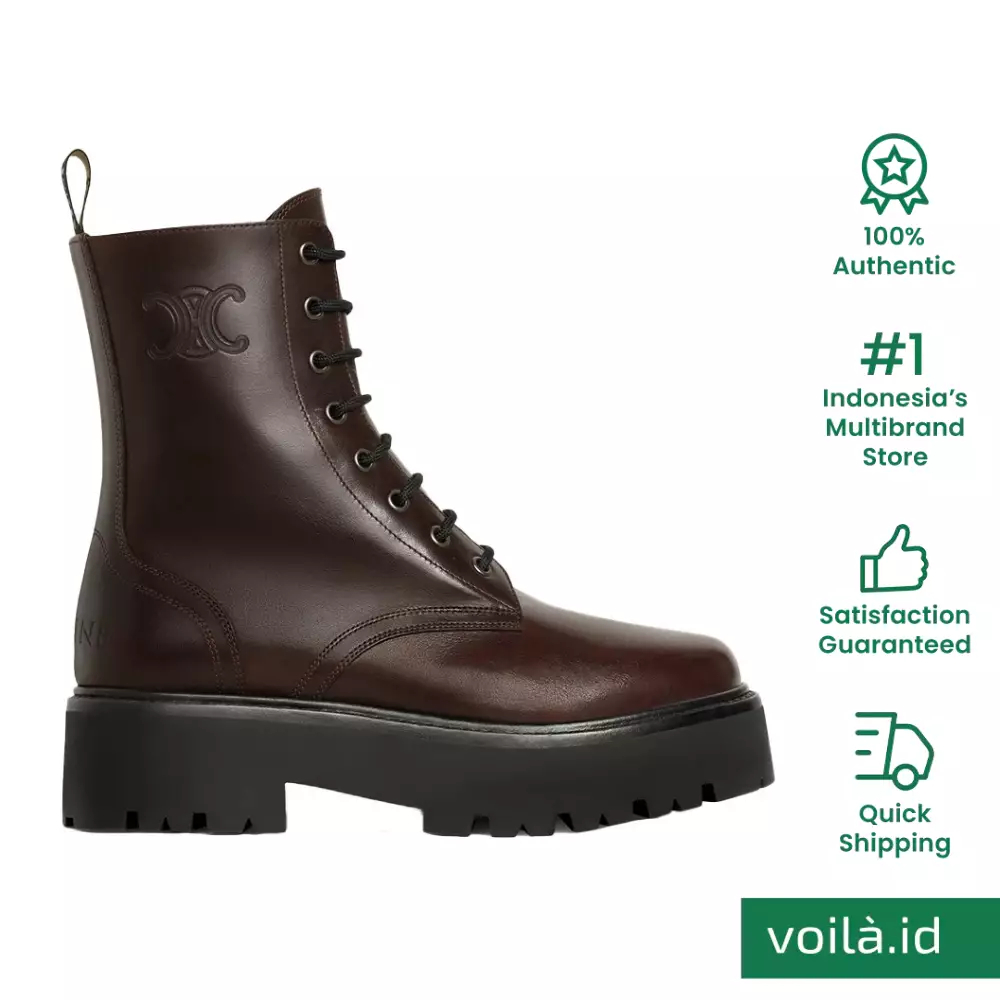 100%
Authentic
#1
Indonesia's
Multibrand
Store
Satisfaction
Guaranteed
Quick
Shipping
voilà.id